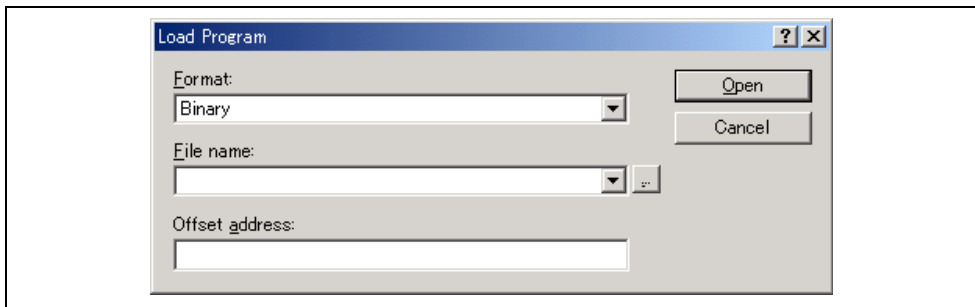 Load Program
Format:
Binary
Open
Cancel
File name:
...
Offset address: